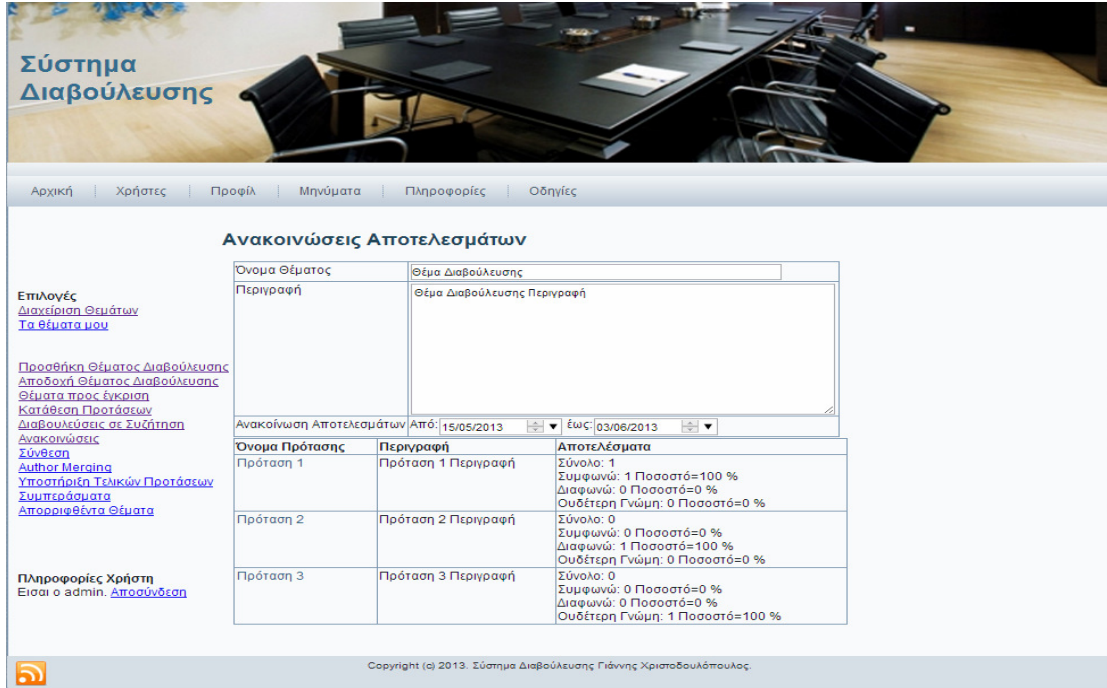 Σύστημα
Διαβούλευσης
Αρχική | Χρήστες | Προφίλ | Μηνύματα | Πληροφορίες | Οδηγίες
Ανακοινώσεις Αποτελεσμάτων
Επιλογές
Διαχείριση Θεμάτων
Τα θέματα μου
Προσθήκη Θέματος Διαβούλευσης
Αποδοχή Θέματος Διαβούλευσης
Θέματα προς έγκριση
Κατάθεση Προτάσεων
Διαβουλεύσεις σε Συζήτηση
Ανακοινώσεις
Σύνθεση
Author Merging
Υποστήριξη Τελικών Προτάσεων
Συμπεράσματα
Απορριφθέντα Θέματα
Πληροφορίες Χρήστη
Εισαι ο admin. Αποσύνδεση
Όνομα Θέματος Θέμα Διαβούλευσης
Περιγραφή Θέμα Διαβούλευσης Περιγραφή
Ανακοίνωση Αποτελεσμάτων Από: 15/05/2013 έως: 03/06/2013
Όνομα Πρότασης Περιγραφή Αποτελέσματα
Πρόταση 1 Πρόταση 1 Περιγραφή Σύνολο: 1
Συμφωνώ: 1 Ποσοστό=100 %
Διαφωνώ: 0 Ποσοστό=0 %
Ουδέτερη Γνώμη: 0 Ποσοστό=0 %
Πρόταση 2 Πρόταση 2 Περιγραφή Σύνολο: 0
Συμφωνώ: 0 Ποσοστό=0 %
Διαφωνώ: 1 Ποσοστό=100 %
Ουδέτερη Γνώμη: 0 Ποσοστό=0 %
Πρόταση 3 Πρόταση 3 Περιγραφή Σύνολο: 0
Συμφωνώ: 0 Ποσοστό=0 %
Διαφωνώ: 0 Ποσοστό=0 %
Ουδέτερη Γνώμη: 1 Ποσοστό=100 %
Copyright (c) 2013. Σύστημα Διαβούλευσης Γιάννης Χριστοδουλόπουλος.